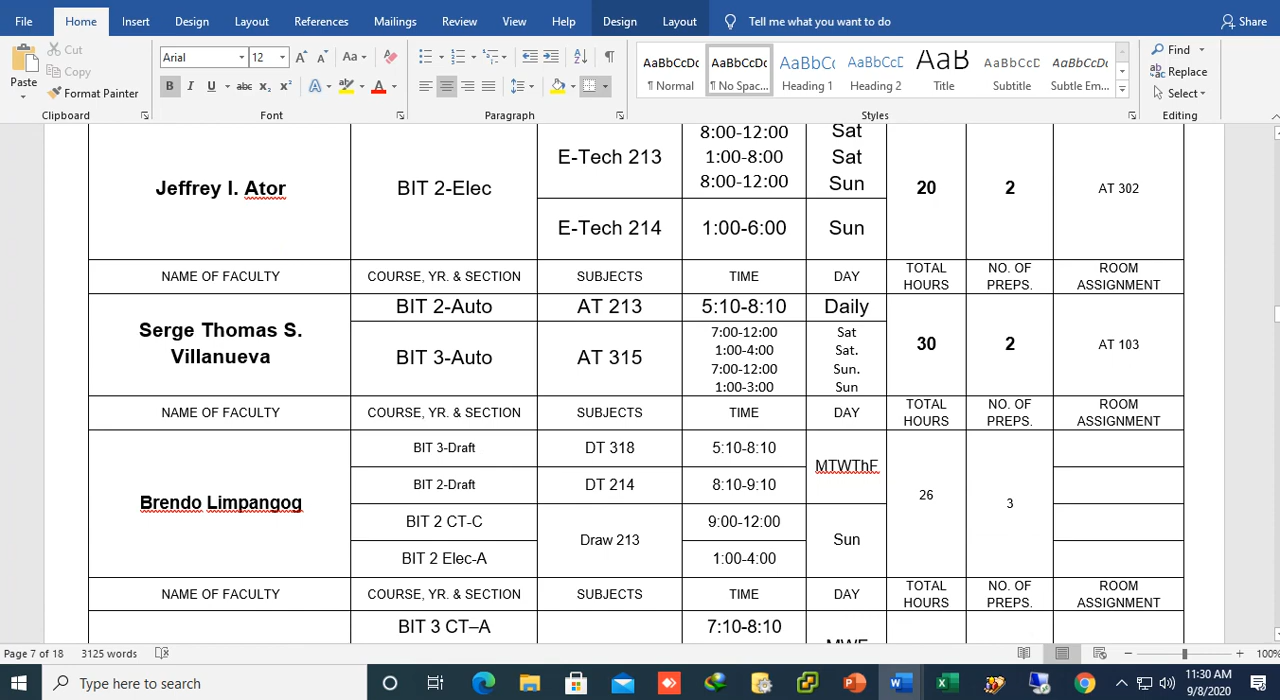 File Home Insert Design Layout References Mailings Review View Help Design Layout Tell me what you want to do Share
Paste Cut Copy Format Painter
Arial 12 Aa
B I U abc x₂ x² A A
AaBbCcDc AaBbCcDc AaBbCc AaBbCcD AaB AaBbCcD AaBbCcD
¶ Normal ¶ No Spac... Heading 1 Heading 2 Title Subtitle Subtle Em...
Find Replace Select
Clipboard Font Paragraph Styles Editing
Jeffrey I. Ator
BIT 2-Elec
E-Tech 213
8:00-12:00 Sat
1:00-8:00 Sat
8:00-12:00 Sun
E-Tech 214 1:00-6:00 Sun
20 2 AT 302
NAME OF FACULTY COURSE, YR. & SECTION SUBJECTS TIME DAY TOTAL HOURS NO. OF PREPS. ROOM ASSIGNMENT
Serge Thomas S.
Villanueva
BIT 2-Auto AT 213 5:10-8:10 Daily
BIT 3-Auto AT 315
7:00-12:00 Sat
1:00-4:00 Sat.
7:00-12:00 Sun.
1:00-3:00 Sun
30 2 AT 103
NAME OF FACULTY COURSE, YR. & SECTION SUBJECTS TIME DAY TOTAL HOURS NO. OF PREPS. ROOM ASSIGNMENT
Brendo Limpangog
BIT 3-Draft DT 318 5:10-8:10
MTWThF
BIT 2-Draft DT 214 8:10-9:10
BIT 2 CT-C 9:00-12:00
Draw 213 Sun
BIT 2 Elec-A 1:00-4:00
26 3
NAME OF FACULTY COURSE, YR. & SECTION SUBJECTS TIME DAY TOTAL HOURS NO. OF PREPS. ROOM ASSIGNMENT
BIT 3 CT–A 7:10-8:10
MWF
Page 7 of 18 3125 words 100%
Type here to search
11:30 AM
9/8/2020